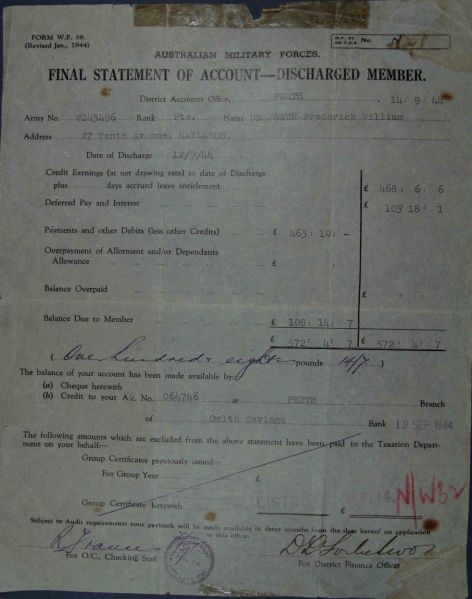 FORM W.F. 88
(Revised Jan., 1944)
No.
AUSTRALIAN MILITARY FORCES.
FINAL STATEMENT OF ACCOUNT—DISCHARGED MEMBER.
District Accounts Office, PERTH . 14 9 44
Army No. Rank Pte. Name Frederick William
Address 27 Tenth Avenue, MAYLANDS.
Date of Discharge 12/9/44
Credit Earnings (at net drawing rate) to date of Discharge
plus days accrued leave entitlement £ 468: 6: 6
Deferred Pay and Interest £ 103 18: 1
Payments and other Debits (less other Credits) £ 463: 10: -
Overpayment of Allotment and/or Dependants
Allowance £ :
Balance Overpaid £ : :
Balance Due to Member £ 108: 14: 7
£ 572: 4: 7 £ 572: 4: 7
( One hundred & eight pounds 14/7 )
The balance of your account has been made available by:
(a) Cheque herewith
(b) Credit to your A/c. No. 064746 at PERTH Branch
of Savings Bank 19 SEP 1944
The following amounts which are excluded from the above statement have been paid to the Taxation Depart-
ment on your behalf—
Group Certificates previously issued—
For Group Year £
Group Certificate herewith £ £ N/W32
Subject to Audit requirements your paybook will be made available in three months from the date hereof on application
to this office.
For O.C., Checking Staff
For District Finance Officer